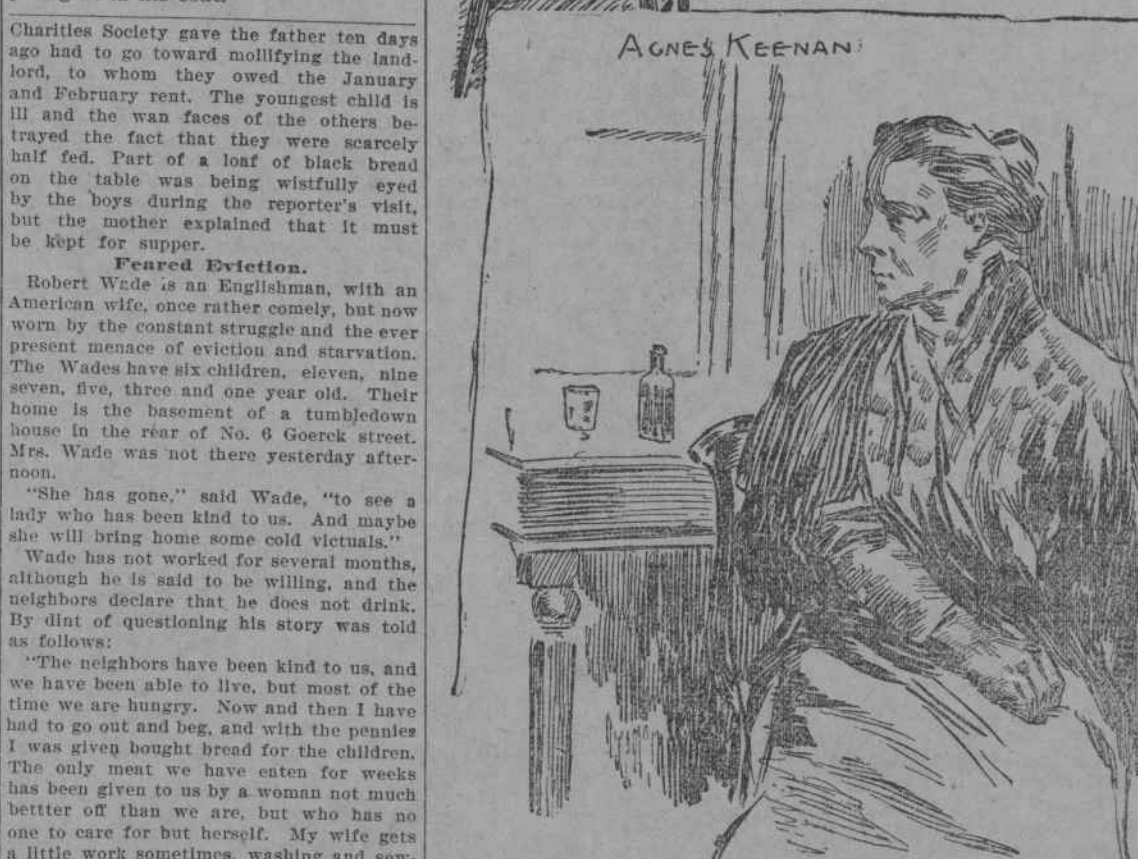 Charities Society gave the father ten days
ago had to go toward mollifying the land-
lord, to whom they owed the January
and February rent. The youngest child is
ill and the wan faces of the others be-
trayed the fact that they were scarcely
half fed. Part of a loaf of black bread
on the table was being wistfully eyed
by the boys during the reporter's visit,
but the mother explained that it must
be kept for supper.
Feared Eviction.
Robert Wade is an Englishman, with an
American wife, once rather comely, but now
worn by the constant struggle and the ever
present menace of eviction and starvation.
The Wades have six children, eleven, nine
seven, five, three and one year old. Their
home is the basement of a tumbledown
house in the rear of No. 6 Goerck street.
Mrs. Wade was not there yesterday after-
noon.
"She has gone," said Wade, "to see a
lady who has been kind to us. And maybe
she will bring home some cold victuals."
Wade has not worked for several months,
although he is said to be willing, and the
neighbors declare that he does not drink.
By dint of questioning his story was told
as follows:
"The neighbors have been kind to us, and
we have been able to live, but most of the
time we are hungry. Now and then I have
had to go out and beg, and with the pennies
I was given bought bread for the children.
The only meat we have eaten for weeks
has been given to us by a woman not much
bettter off than we are, but who has no
one to care for but herself. My wife gets
a little work sometimes, washing and sew-
AGNES KEENAN